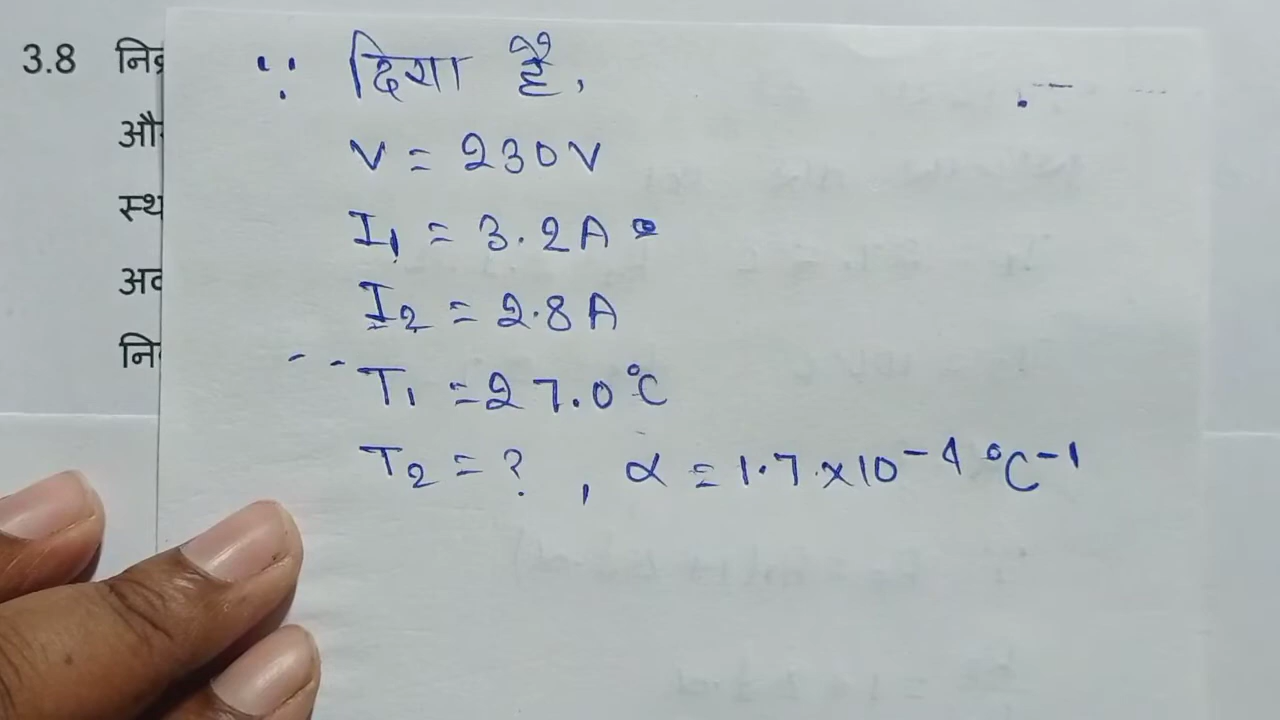 3.8
∵ दिया है,
V = 230V
I₁ = 3.2A
I₂ = 2.8A
T₁ = 27.0°C
T₂ = ? , α = 1.7×10⁻⁴ °C⁻¹